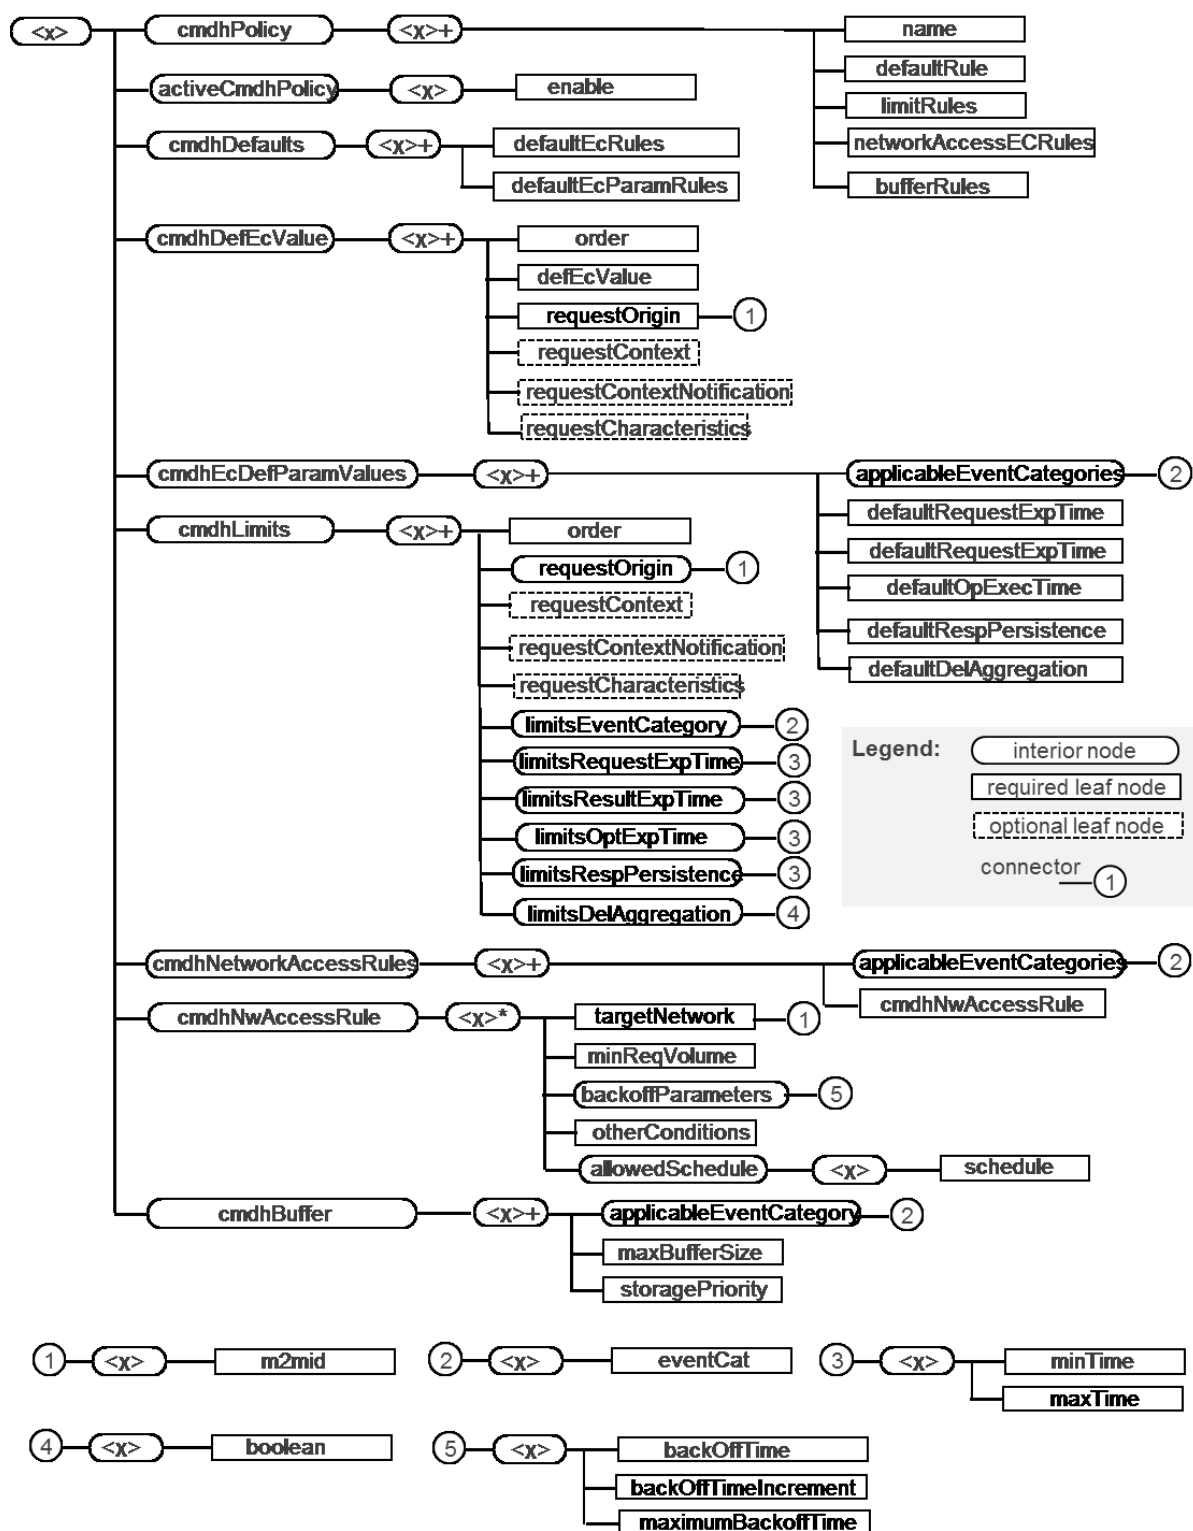 <x> cmdhPolicy <x>+ name
defaultRule
activeCmdhPolicy <x> enable
limitRules
cmdhDefaults <x>+ defaultEcRules networkAccessECRules
defaultEcParamRules bufferRules
cmdhDefEcValue <x>+ order
defEcValue
requestOrigin 1
requestContext
requestContextNotification
requestCharacteristics
cmdhEcDefParamValues <x>+ applicableEventCategories 2
defaultRequestExpTime
cmdhLimits <x>+ order
defaultRequestExpTime
requestOrigin 1
defaultOpExecTime
requestContext
defaultRespPersistence
requestContextNotification
defaultDelAggregation
requestCharacteristics
limitsEventCategory 2
Legend: interior node
limitsRequestExpTime 3
required leaf node
limitsResultExpTime 3
optional leaf node
limitsOptExpTime 3
connector
limitsRespPersistence 3
1
limitsDelAggregation 4
cmdhNetworkAccessRules <x>+ applicableEventCategories 2
cmdhNwAccessRule
cmdhNwAccessRule <x>* targetNetwork 1
minReqVolume
backoffParameters 5
otherConditions
allowedSchedule <x> schedule
cmdhBuffer <x>+ applicableEventCategory 2
maxBufferSize
storagePriority
1 <x> m2mid 2 <x> eventCat 3 <x> minTime
maxTime
4 <x> boolean 5 <x> backOffTime
backOffTimeIncrement
maximumBackoffTime